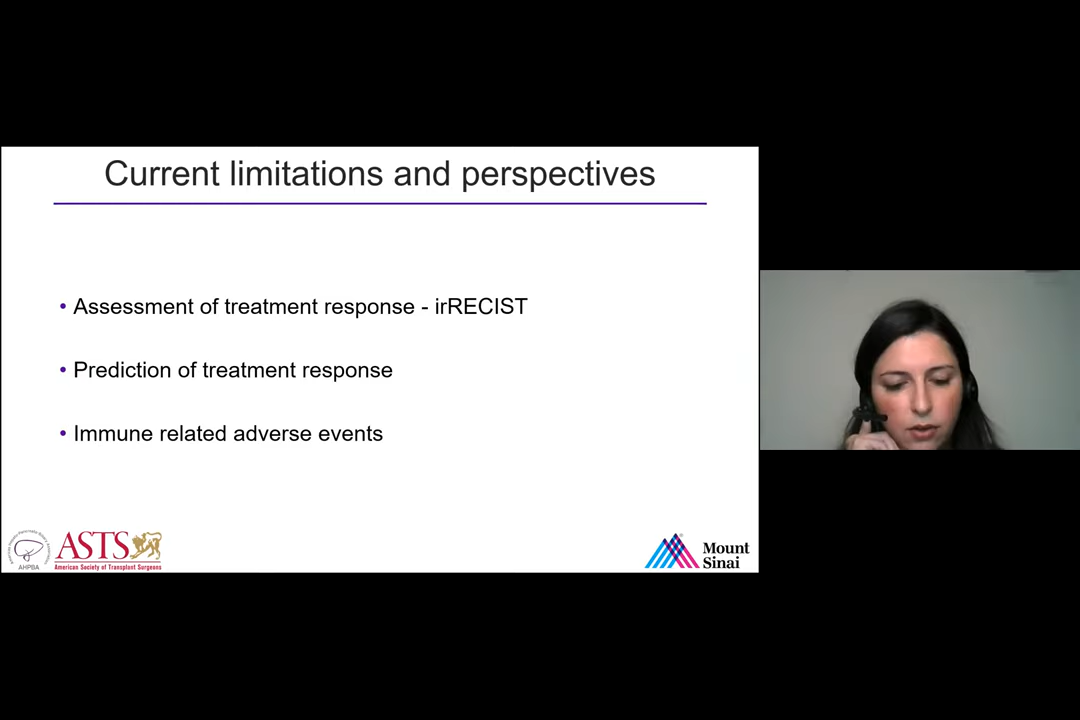 Current limitations and perspectives
• Assessment of treatment response - irRECIST
• Prediction of treatment response
• Immune related adverse events
AHPBA
ASTS
American Society of Transplant Surgeons
Mount
Sinai